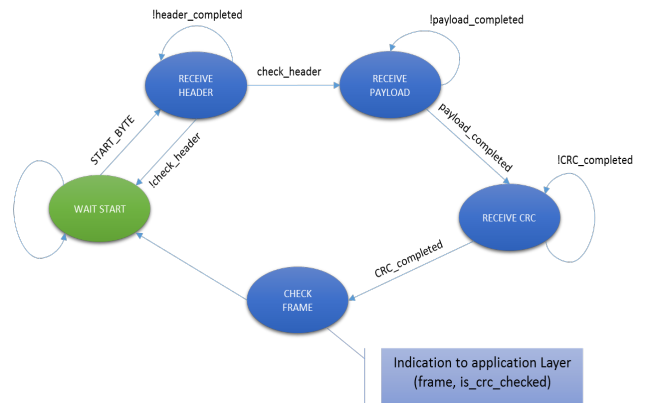 !header_completed
!payload_completed
RECEIVE
HEADER
check_header
RECEIVE
PAYLOAD
START_BYTE
!check_header
payload_completed
!CRC_completed
WAIT START
RECEIVE CRC
CRC_completed
CHECK
FRAME
Indication to application Layer
(frame, is_crc_checked)